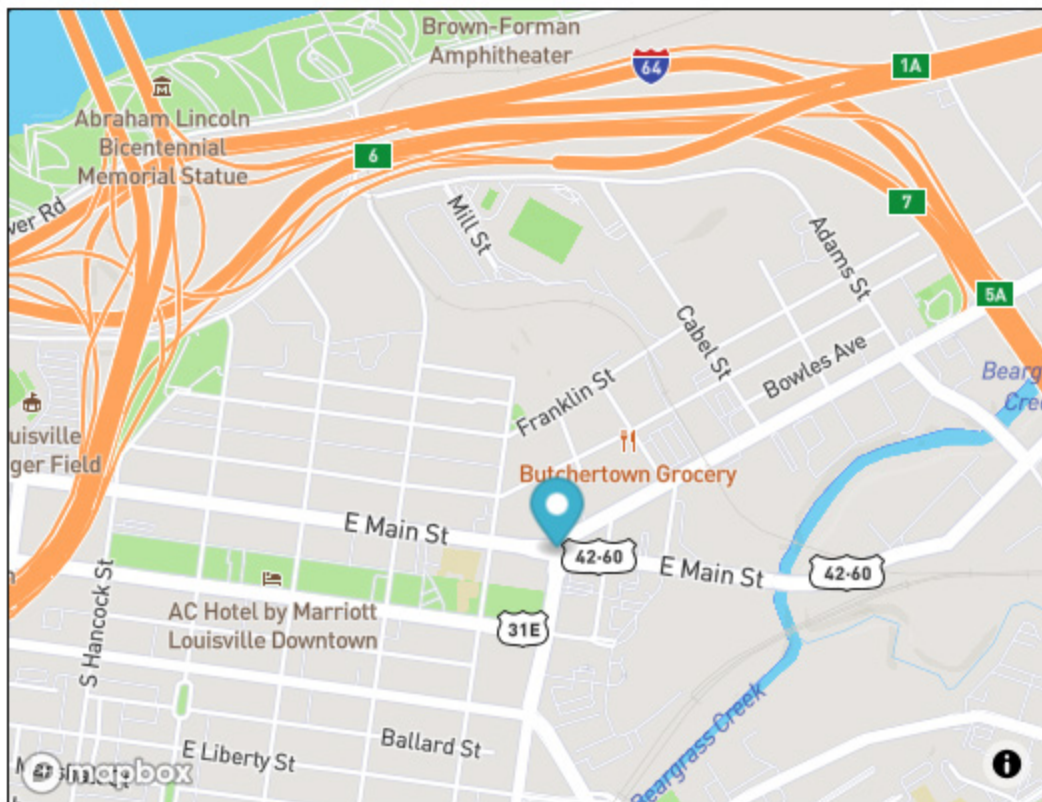 Brown-Forman
Amphitheater
64
1A
Abraham Lincoln
Bicentennial
Memorial Statue
6
ver Rd
Mill St
7
Adams St
5A
Cabel St
Bowles Ave
Bearg
Cree
Franklin St
uisville
ger Field
Butchertown Grocery
E Main St
42-60
E Main St
42-60
S Hancock St
AC Hotel by Marriott
Louisville Downtown
31E
Ballard St
E Liberty St
Beargrass Creek
mapbox
i